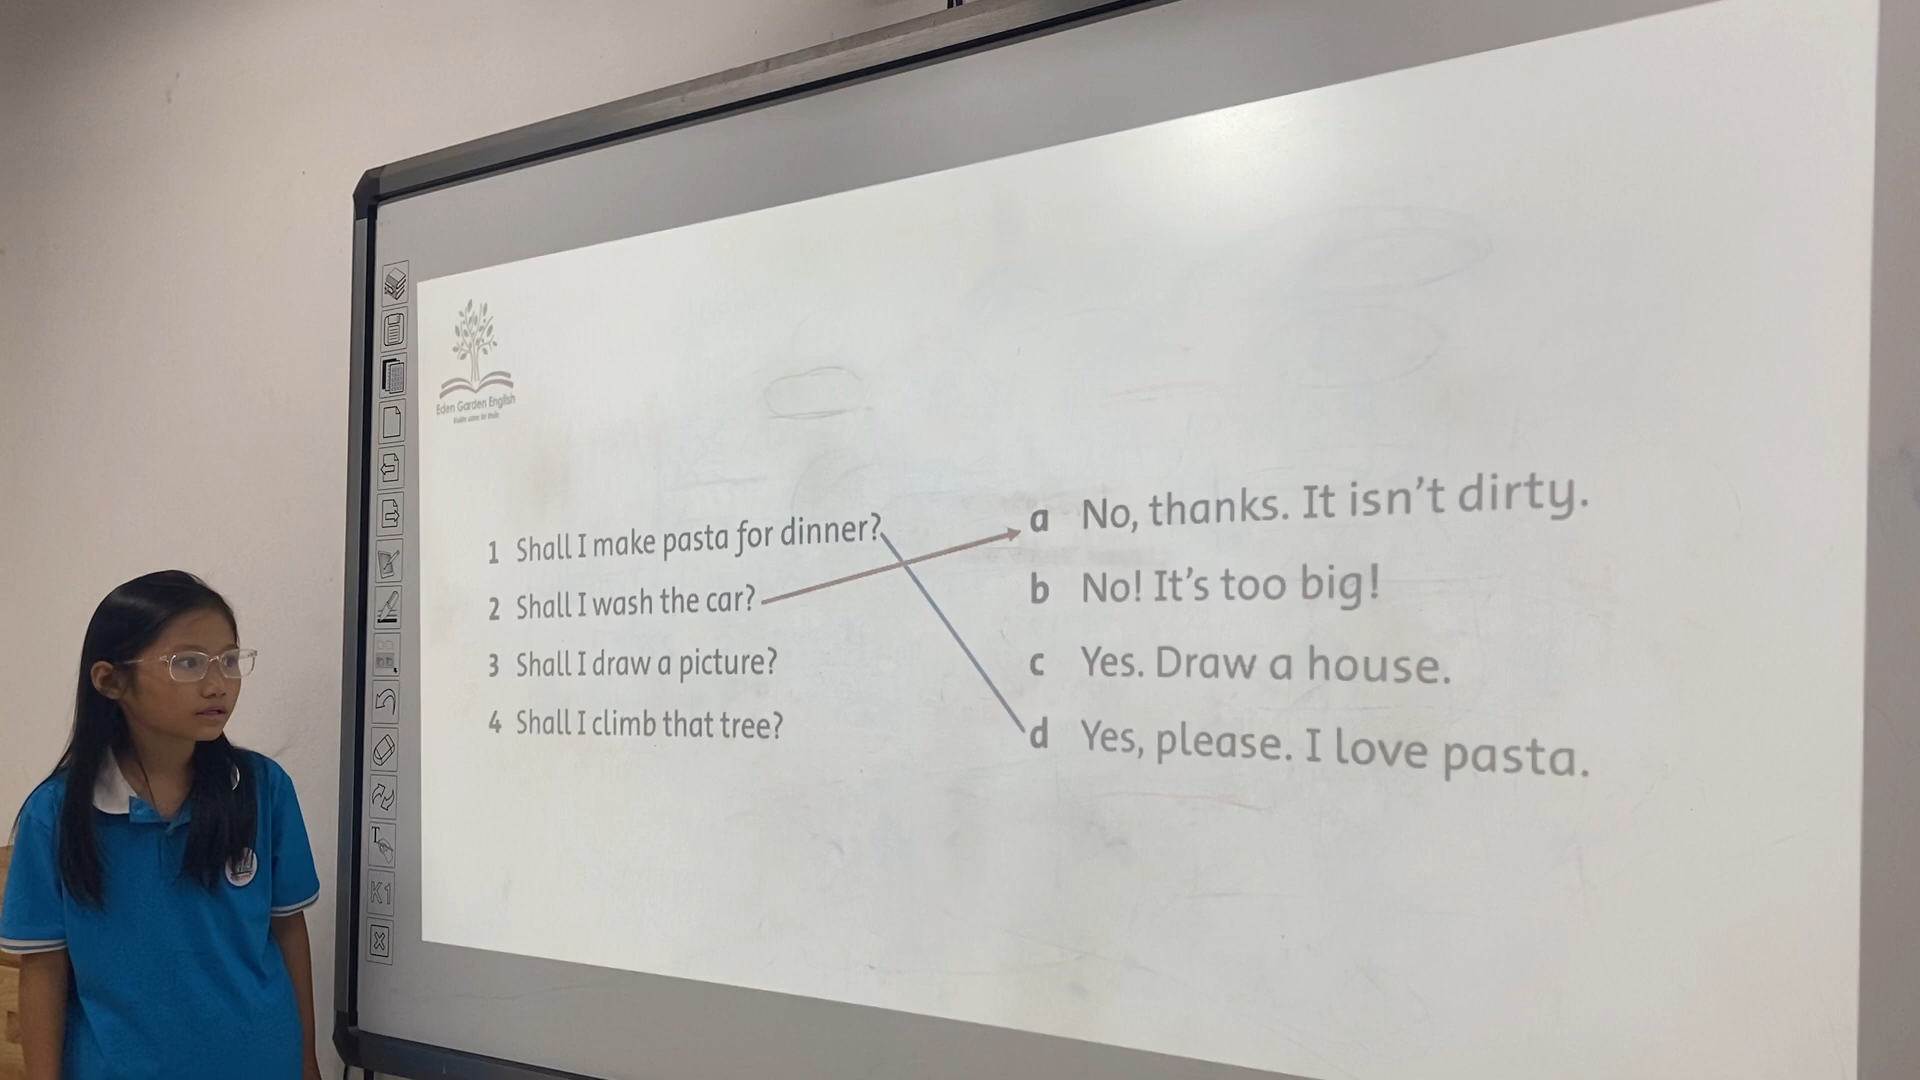 Eden Garden English
1 Shall I make pasta for dinner?
2 Shall I wash the car?
3 Shall I draw a picture?
4 Shall I climb that tree?
a No, thanks. It isn't dirty.
b No! It's too big!
c Yes. Draw a house.
d Yes, please. I love pasta.
T
K1